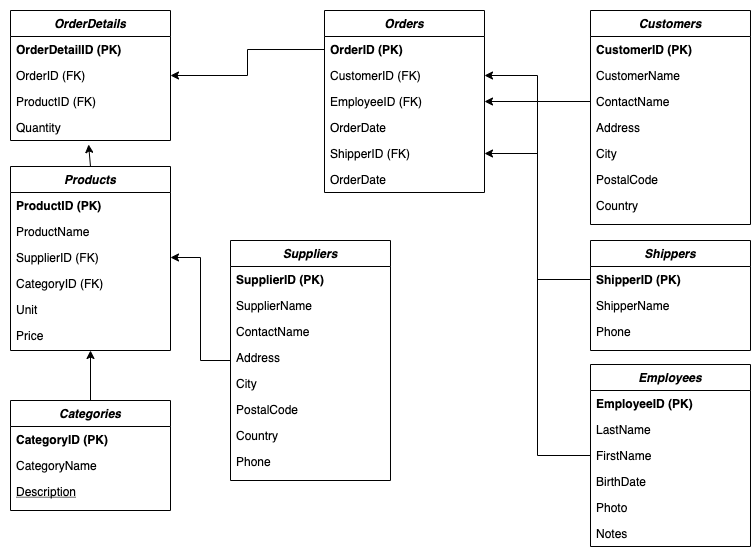 OrderDetails
OrderDetailID (PK)
OrderID (FK)
ProductID (FK)
Quantity
Orders
OrderID (PK)
CustomerID (FK)
EmployeeID (FK)
OrderDate
ShipperID (FK)
OrderDate
Customers
CustomerID (PK)
CustomerName
ContactName
Address
City
PostalCode
Country
Products
ProductID (PK)
ProductName
SupplierID (FK)
CategoryID (FK)
Unit
Price
Suppliers
SupplierID (PK)
SupplierName
ContactName
Address
City
PostalCode
Country
Phone
Shippers
ShipperID (PK)
ShipperName
Phone
Categories
CategoryID (PK)
CategoryName
Description
Employees
EmployeeID (PK)
LastName
FirstName
BirthDate
Photo
Notes